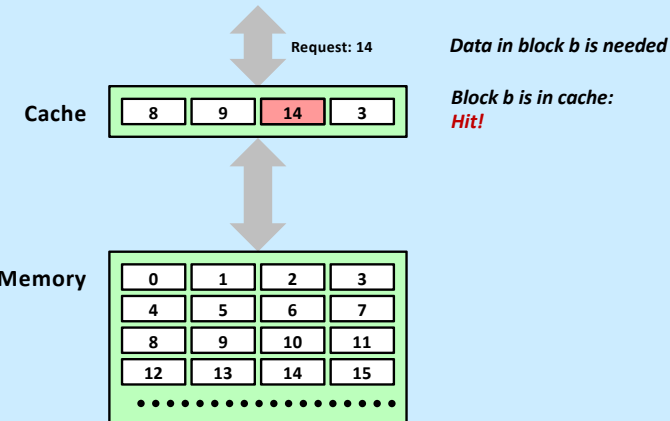 Request: 14
Data in block b is needed
Cache
8 9 14 3
Block b is in cache:
Hit!
Memory
0 1 2 3
4 5 6 7
8 9 10 11
12 13 14 15